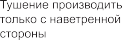 Тушение производить
только с наветренной
стороны